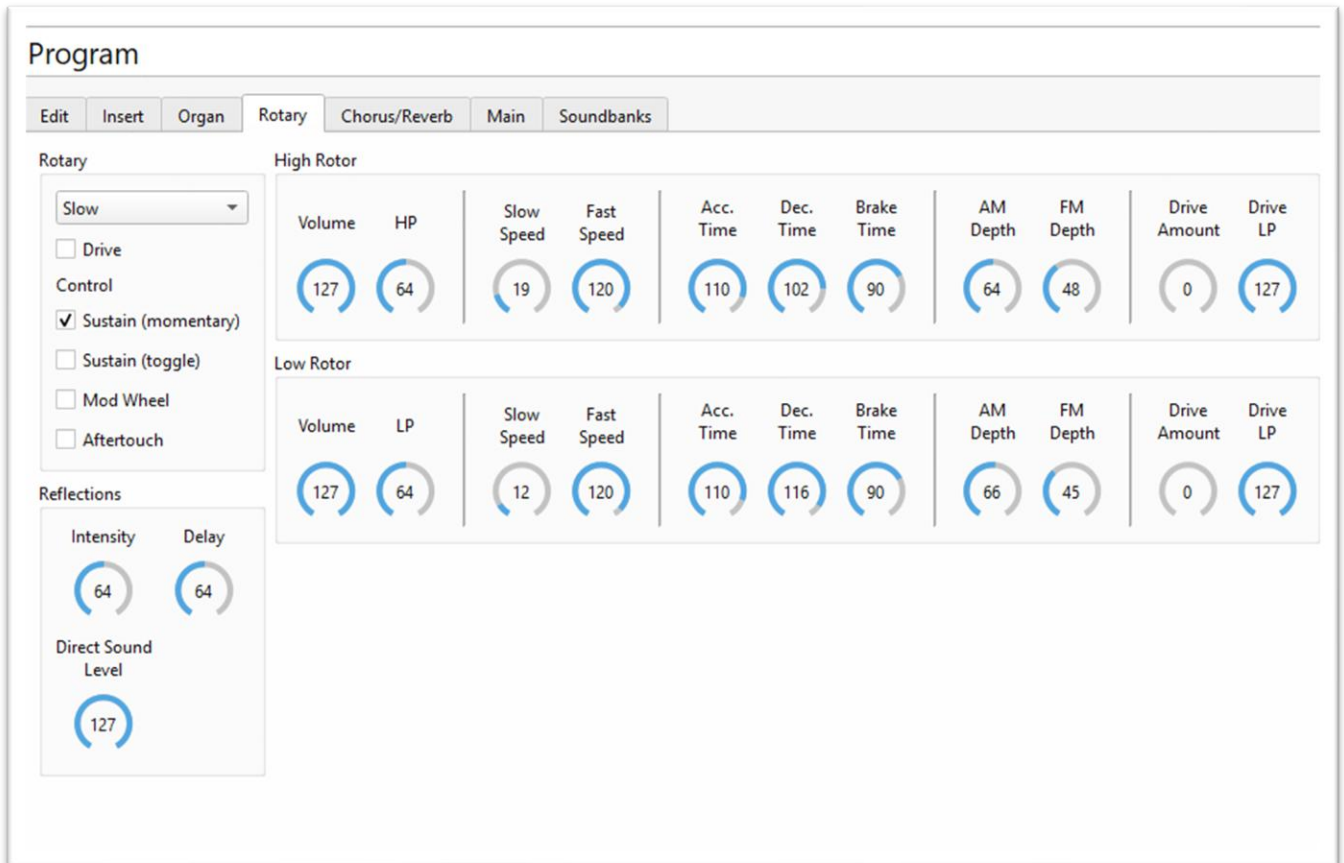 Program
Edit Insert Organ Rotary Chorus/Reverb Main Soundbanks
Rotary
Slow
Drive
Control
Sustain (momentary)
Sustain (toggle)
Mod Wheel
Aftertouch
Reflections
Intensity Delay
64 64
Direct Sound
Level
127
High Rotor
Volume HP Slow Fast Acc. Dec. Brake AM FM Drive Drive
Speed Speed Time Time Time Depth Depth Amount LP
127 64 19 120 110 102 90 64 48 0 127
Low Rotor
Volume LP Slow Fast Acc. Dec. Brake AM FM Drive Drive
Speed Speed Time Time Time Depth Depth Amount LP
127 64 12 120 110 116 90 66 45 0 127